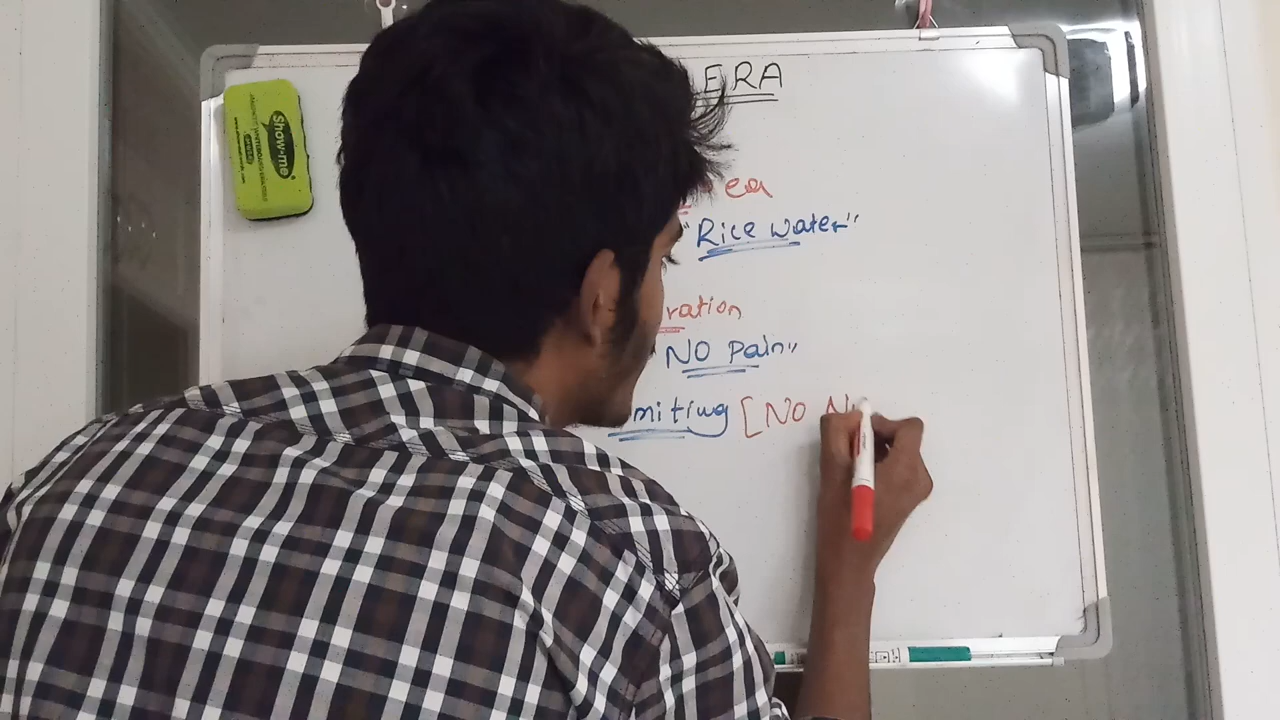 ERA
ea
"Rice water"
ration
NO Pain"
miting [NO N
Show-me